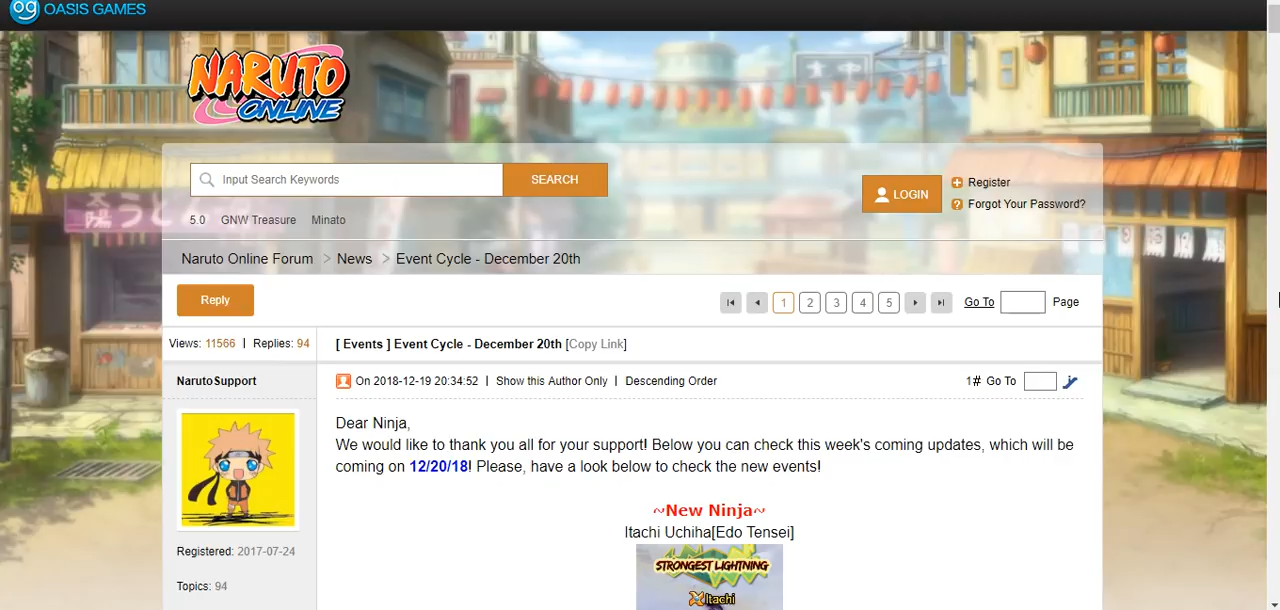 OG OASIS GAMES
NARUTO
ONLINE
Input Search Keywords SEARCH
LOGIN
Register
Forgot Your Password?
5.0 GNW Treasure Minato
Naruto Online Forum > News > Event Cycle - December 20th
Reply
1 2 3 4 5 Go To Page
Views: 11566 | Replies: 94
[ Events ] Event Cycle - December 20th [Copy Link]
NarutoSupport
On 2018-12-19 20:34:52 | Show this Author Only | Descending Order
1# Go To
Dear Ninja,
We would like to thank you all for your support! Below you can check this week's coming updates, which will be
coming on 12/20/18! Please, have a look below to check the new events!
~New Ninja~
Itachi Uchiha[Edo Tensei]
STRONGEST LIGHTNING
Itachi
Registered: 2017-07-24
Topics: 94